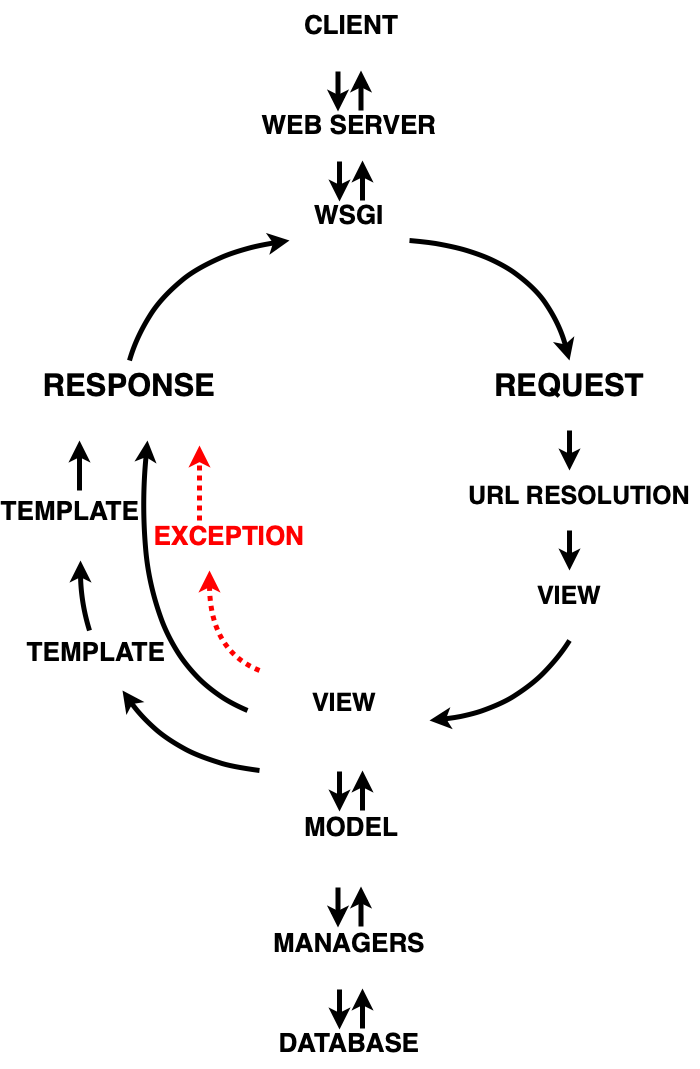 CLIENT
WEB SERVER
WSGI
RESPONSE
REQUEST
URL RESOLUTION
TEMPLATE
EXCEPTION
VIEW
TEMPLATE
VIEW
MODEL
MANAGERS
DATABASE